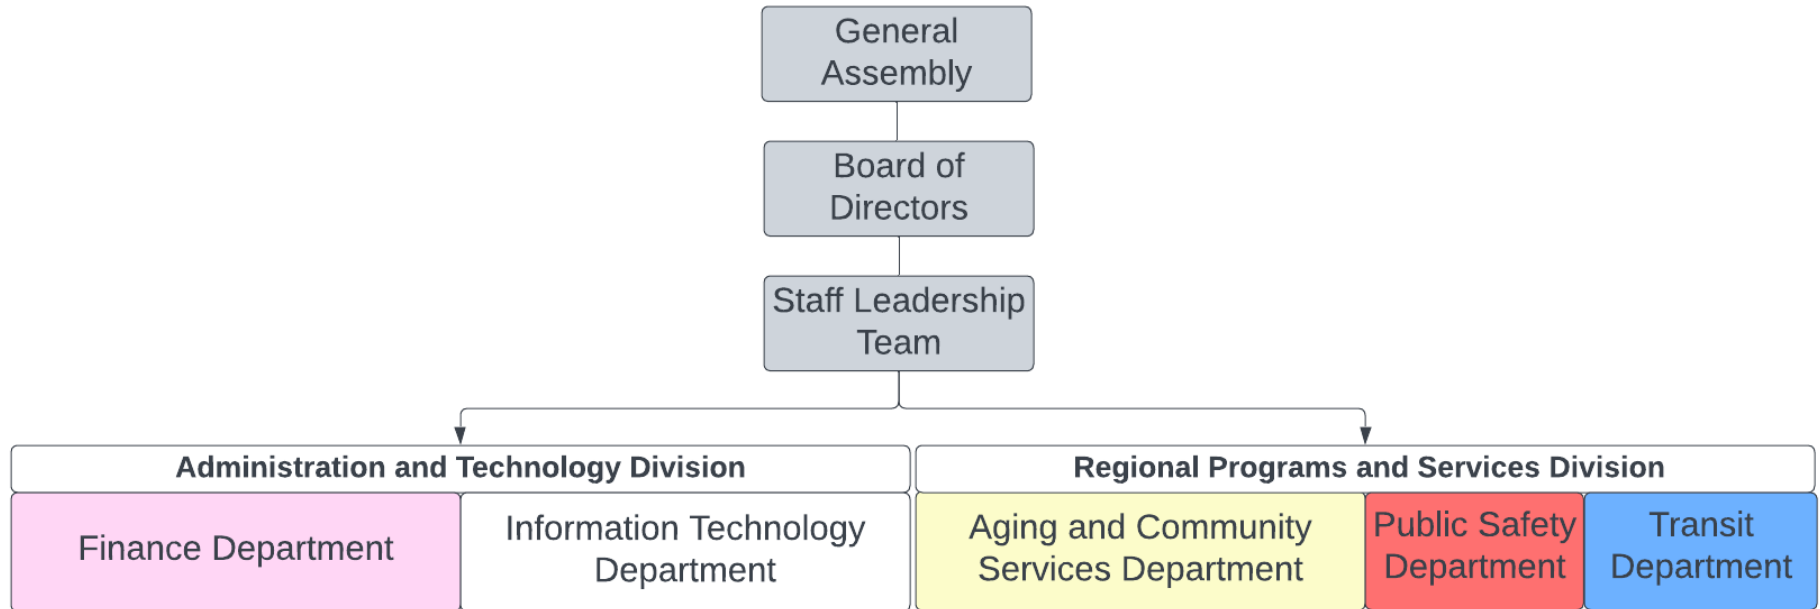 General
Assembly
Board of
Directors
Staff Leadership
Team
Administration and Technology Division
Regional Programs and Services Division
Finance Department
Information Technology
Department
Aging and Community
Services Department
Public Safety
Department
Transit
Department